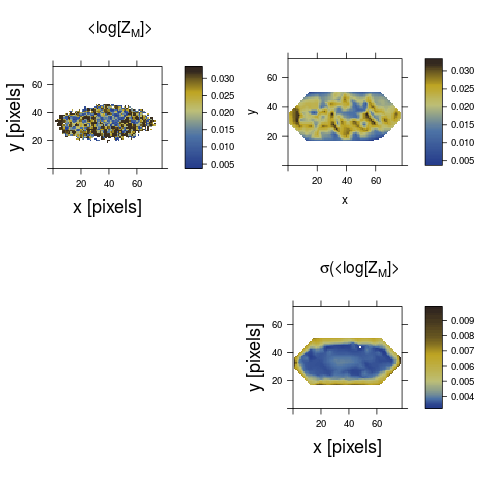 <log[Z_M]>
60
40
20
y [pixels]
20 40 60
x [pixels]
0.030
0.025
0.020
0.015
0.010
0.005
60
40
20
y
20 40 60
x
0.030
0.025
0.020
0.015
0.010
0.005
σ(<log[Z_M]>
60
40
20
y [pixels]
20 40 60
x [pixels]
0.009
0.008
0.007
0.006
0.005
0.004